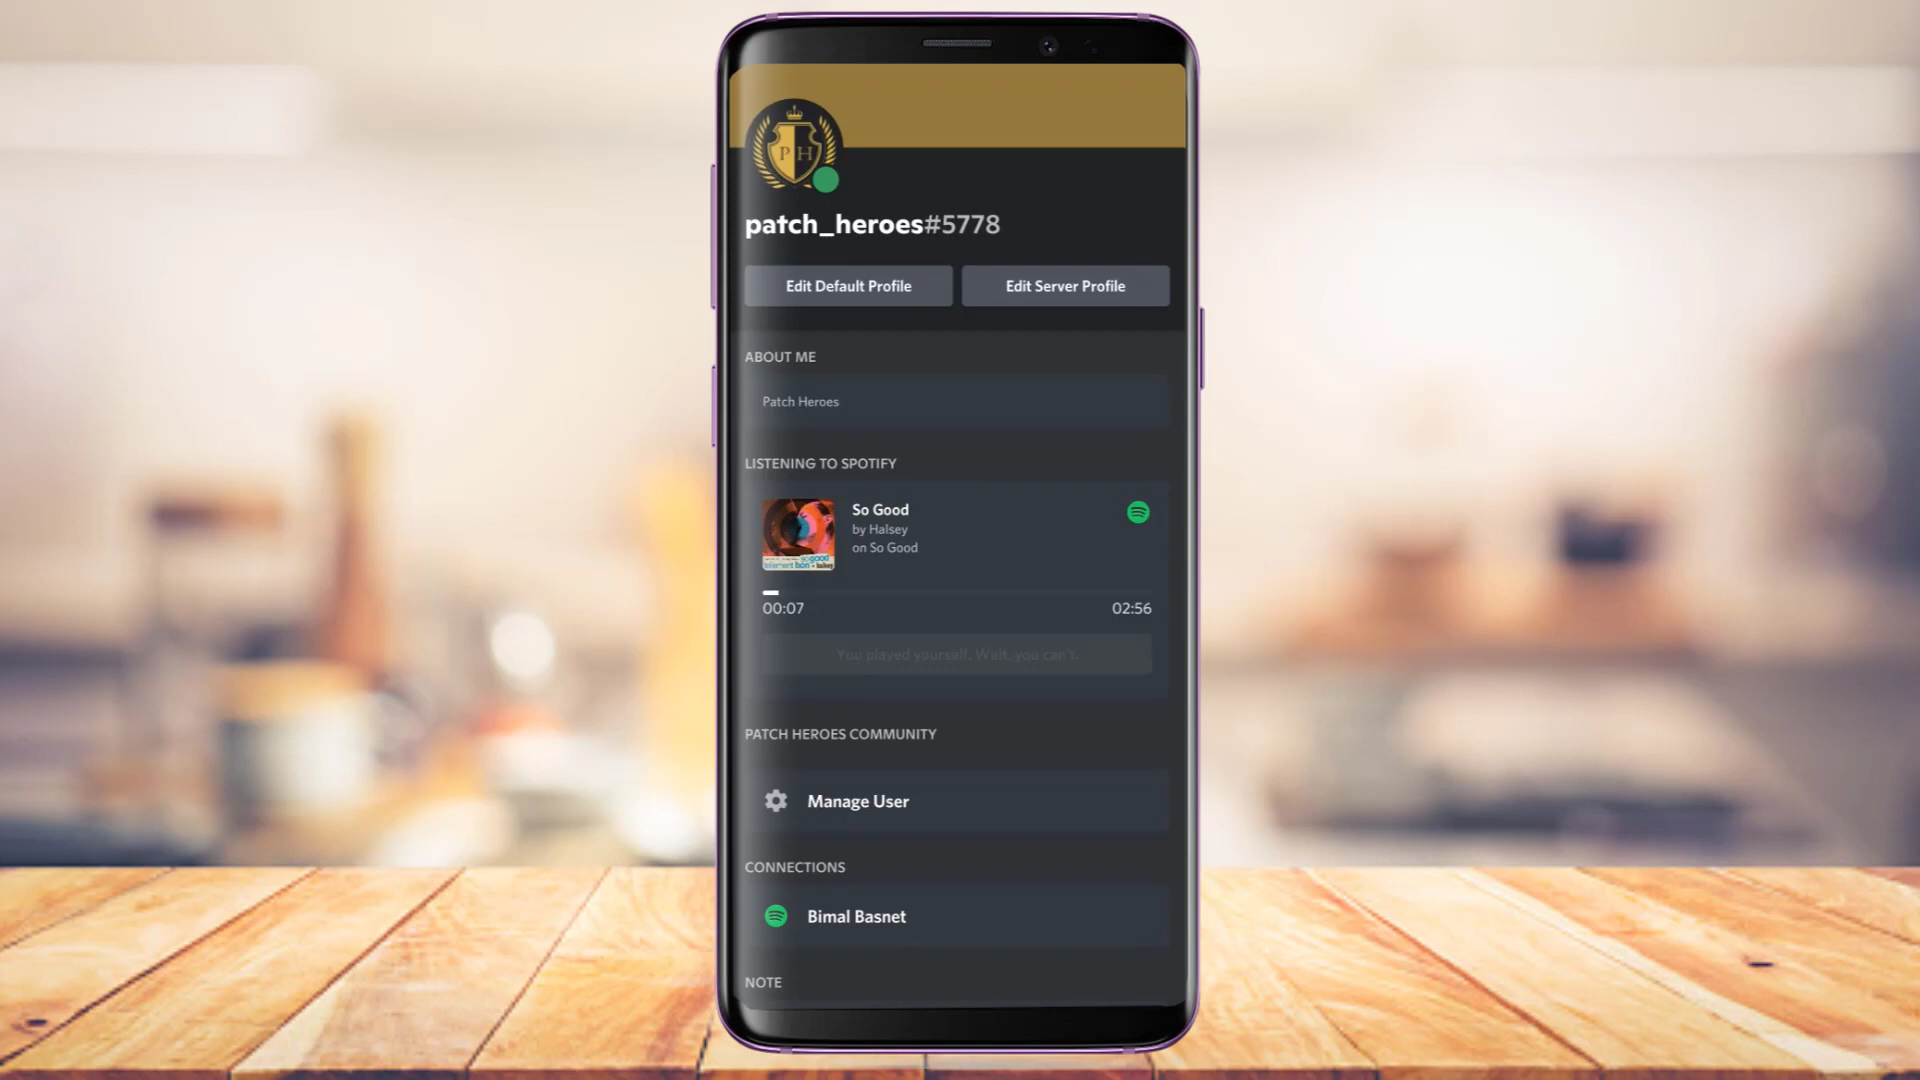 P H
patch_heroes#5778
Edit Default Profile
Edit Server Profile
ABOUT ME
Patch Heroes
LISTENING TO SPOTIFY
So Good
by Halsey
on So Good
00:07
02:56
You played yourself. Wait, you can't.
PATCH HEROES COMMUNITY
Manage User
CONNECTIONS
Bimal Basnet
NOTE